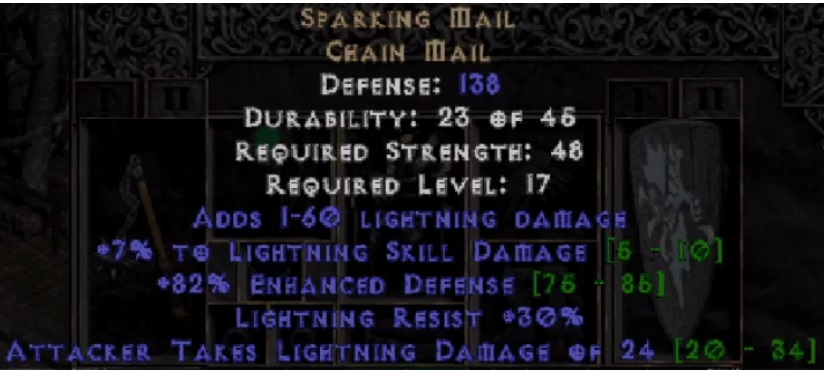 Sparking Mail
Chain Mail
Defense: 138
Durability: 23 of 45
Required Strength: 48
Required Level: 17
Adds 1-60 lightning damage
+7% to Lightning Skill Damage [5 - 10]
+82% Enhanced Defense [75 - 85]
Lightning Resist +30%
Attacker Takes Lightning Damage of 24 [20 - 34]